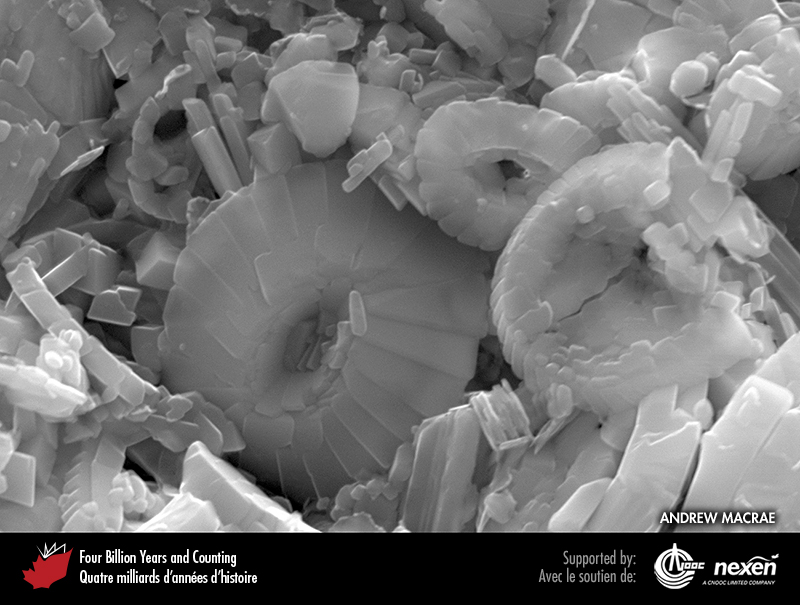 ANDREW MACRAE
Four Billion Years and Counting
Quatre milliards d'années d'histoire
Supported by:
Avec le soutien de:
CNOOC
nexen
A CNOOC LIMITED COMPANY